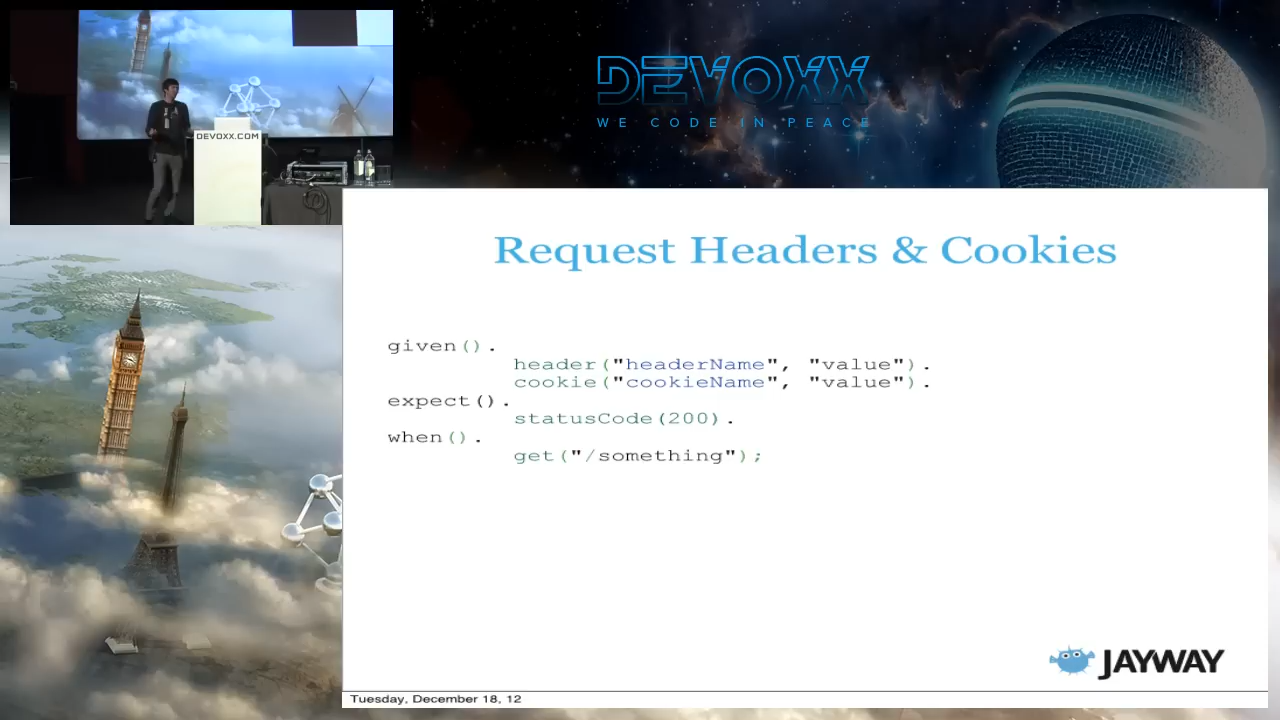 DEVOXX
WE CODE IN PEACE
DEVOXX.COM
Request Headers & Cookies
given().
header("headerName", "value").
cookie("cookieName", "value").
expect().
statusCode(200).
when().
get("/something");
JAYWAY
Tuesday, December 18, 12